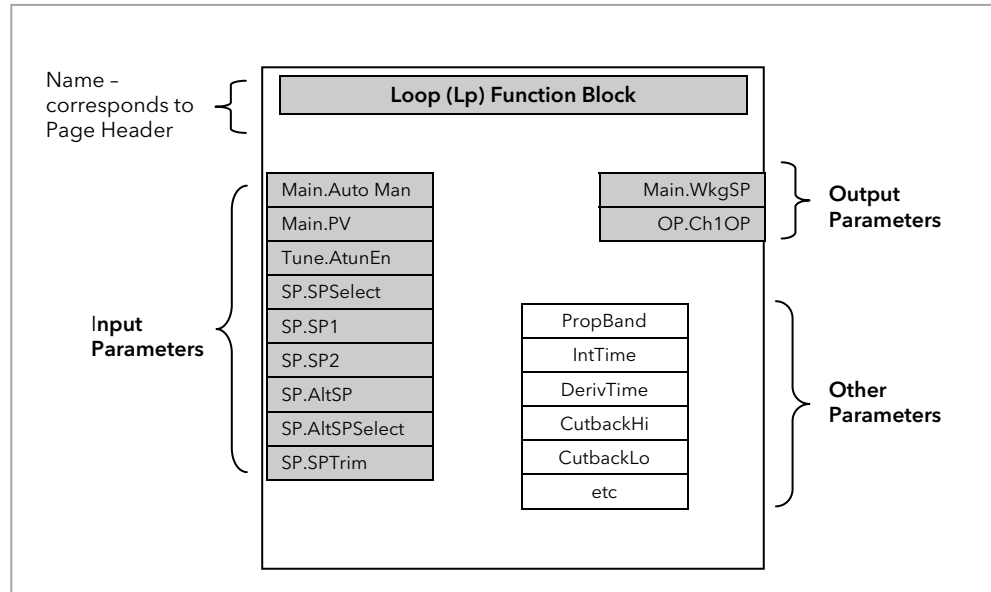 Name –
corresponds to
Page Header
Loop (Lp) Function Block
Input
Parameters
Main.Auto Man
Main.PV
Tune.AtunEn
SP.SPSelect
SP.SP1
SP.SP2
SP.AltSP
SP.AltSPSelect
SP.SPTrim
Main.WkgSP
OP.Ch1OP
Output
Parameters
PropBand
IntTime
DerivTime
CutbackHi
CutbackLo
etc
Other
Parameters